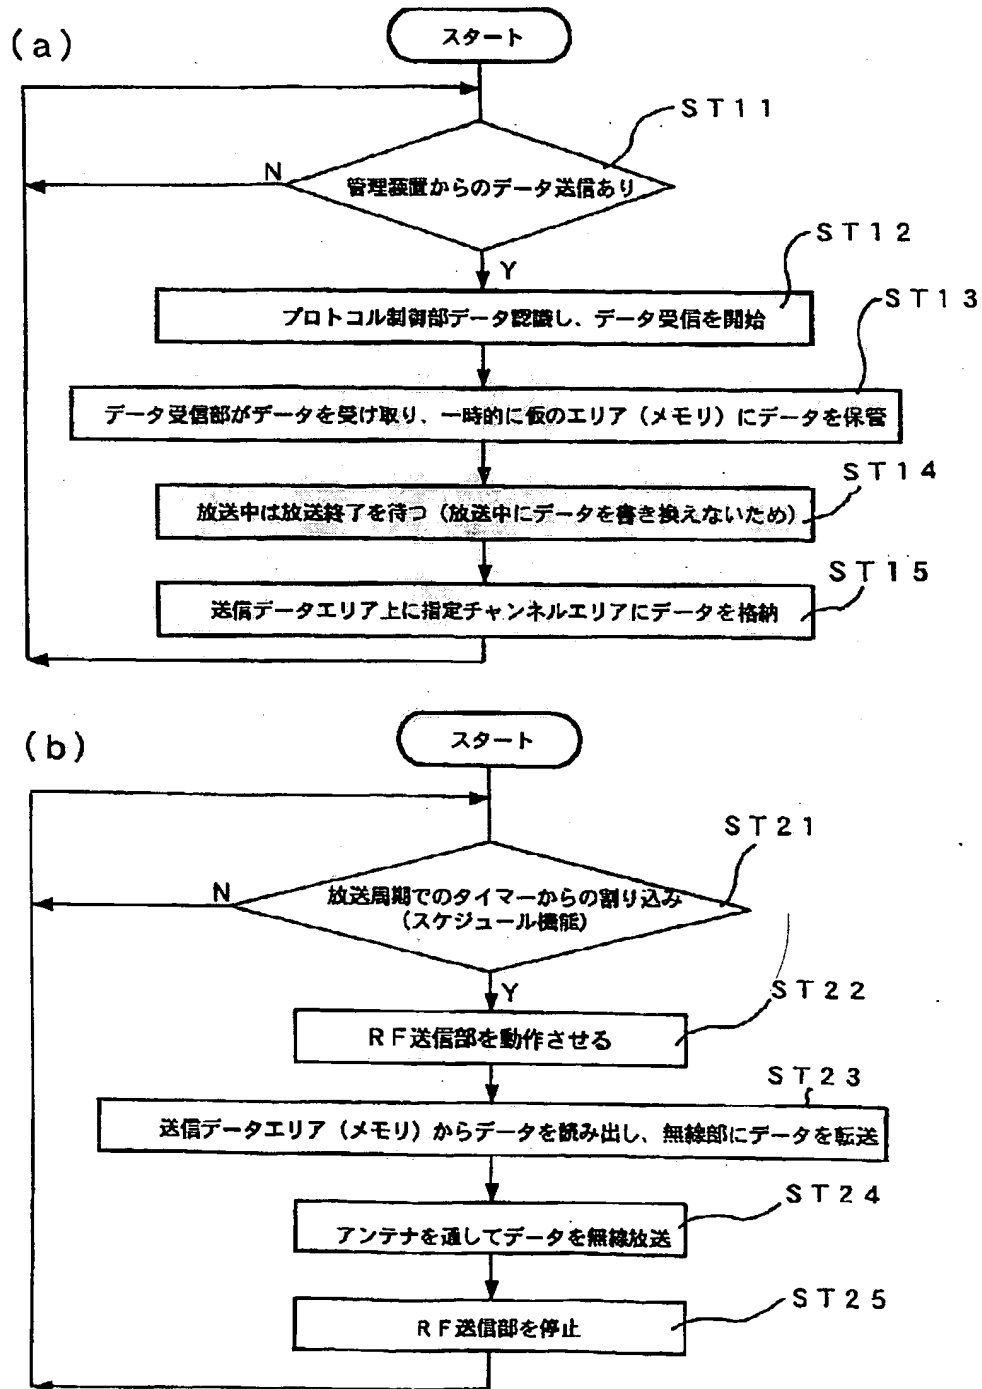 (a)
スタート
ST11
N
管理装置からのデータ送信あり
ST12
Y
ST13
プロトコル制御部データ認識し、データ受信を開始
データ受信部がデータを受け取り、一時的に仮のエリア（メモリ）にデータを保管
ST14
放送中は放送終了を待つ（放送中にデータを書き換えないため）
ST15
送信データエリア上に指定チャンネルエリアにデータを格納
(b)
スタート
ST21
N
放送周期でのタイマーからの割り込み
（スケジュール機能）
Y
ST22
RF送信部を動作させる
ST23
送信データエリア（メモリ）からデータを読み出し、無線部にデータを転送
ST24
アンテナを通してデータを無線放送
ST25
RF送信部を停止